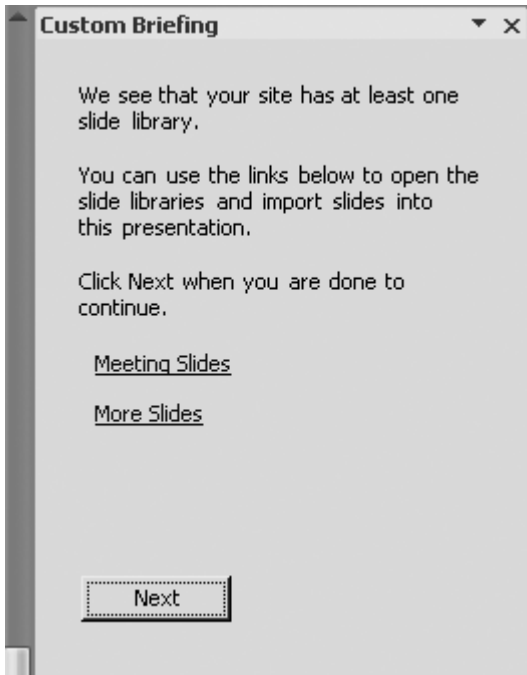 Custom Briefing
We see that your site has at least one
slide library.
You can use the links below to open the
slide libraries and import slides into
this presentation.
Click Next when you are done to
continue.
Meeting Slides
More Slides
Next